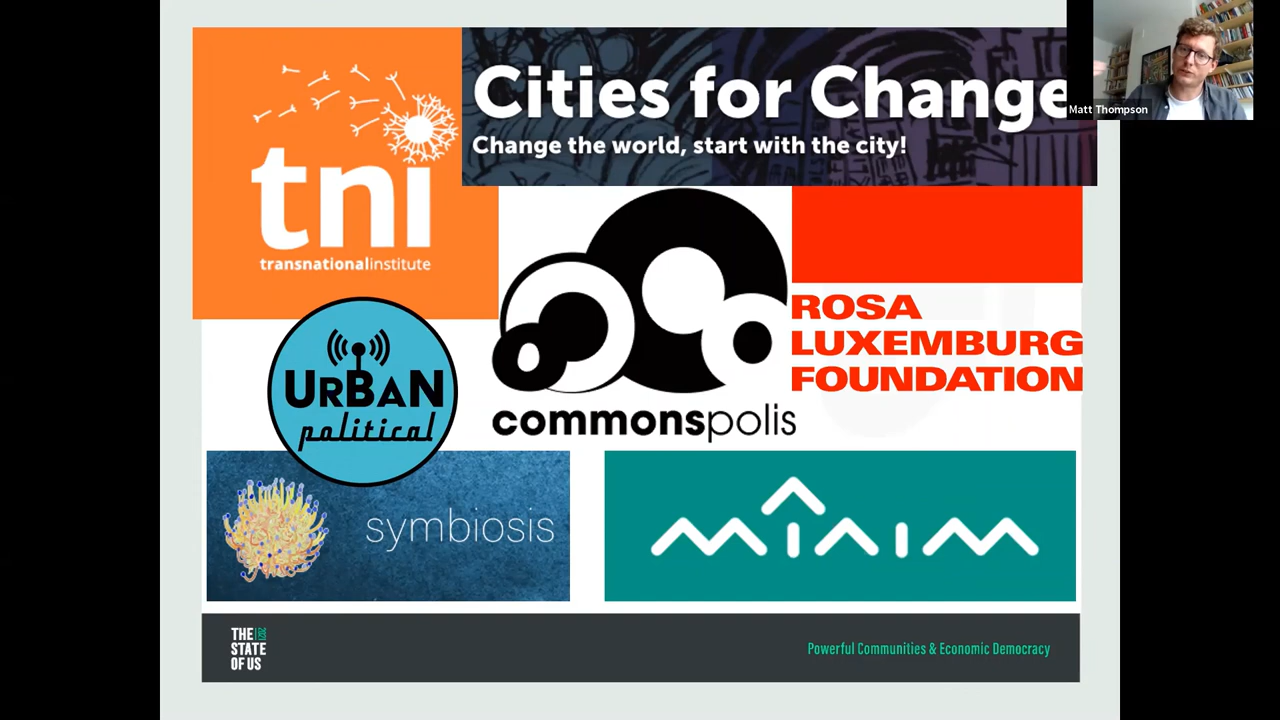 Cities for Change
Change the world, start with the city!
Matt Thompson
tni
transnationalinstitute
ROSA
LUXEMBURG
FOUNDATION
URBAN
political
commonspolis
symbiosis
MINIM
THE
STATE
OF US
Powerful Communities & Economic Democracy